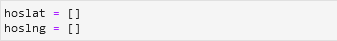 hoslat = []
hoslng = []